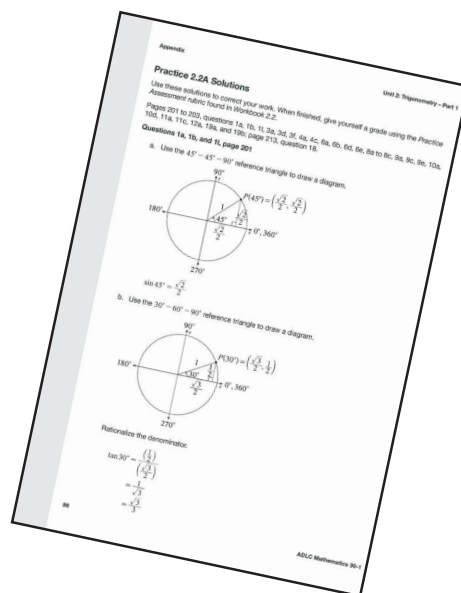 Appendix
Unit 2: Trigonometry – Part 1
Practice 2.2A Solutions
Use these solutions to correct your work. When finished, give yourself a grade using the Practice
Assessment rubric found in Workbook 2.2.
Pages 201 to 203, questions 1a, 1b, 1i, 3a, 3d, 3f, 4a, 4c, 6a, 6b, 6d, 6e, 8a to 8c, 9a, 9c, 9e, 10a,
10d, 11a, 11c, 12a, 19a, and 19b; page 213, question 18.
Questions 1a, 1b, and 1i, page 201
a. Use the 45° – 45° – 90° reference triangle to draw a diagram.
90°
P(45°) = (√2/2, √2/2)
180°
1
45°
√2/2
√2/2
0°, 360°
270°
sin 45° = √2/2
b. Use the 30° – 60° – 90° reference triangle to draw a diagram.
90°
P(30°) = (√3/2, 1/2)
180°
1
30°
1/2
√3/2
0°, 360°
270°
Rationalize the denominator.
tan 30° = (1/2)/(√3/2)
= 1/√3
= √3/3
ADLC Mathematics 30-1